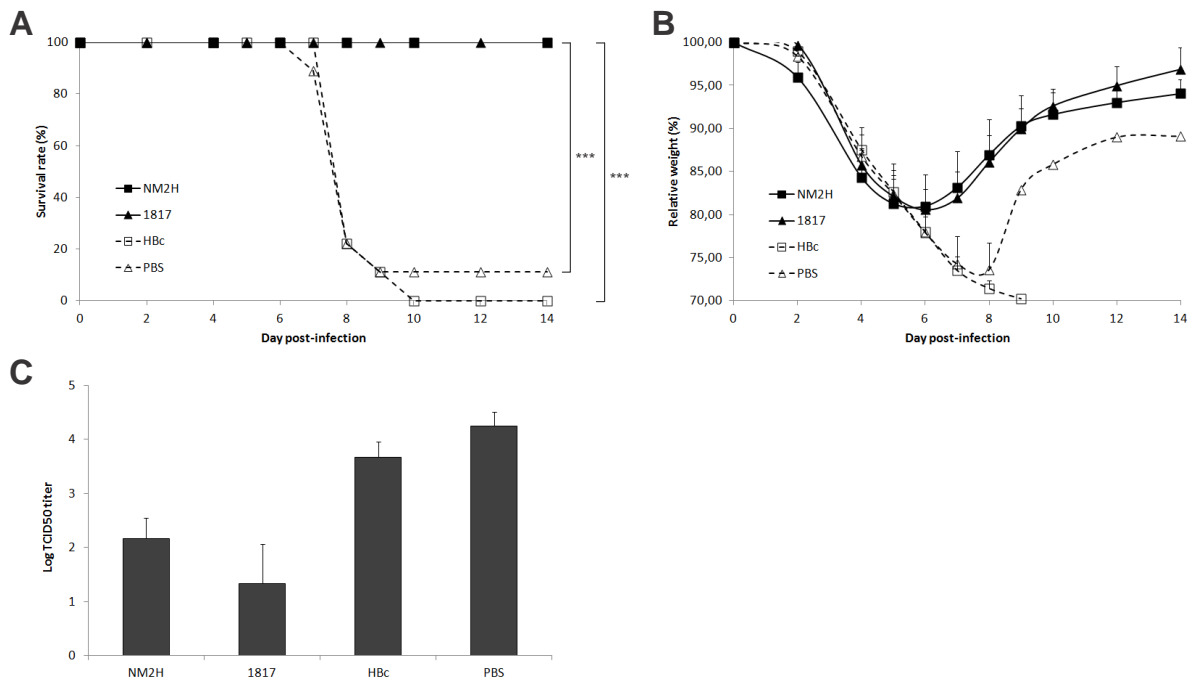 A
100
80
60
40
20
0
Survival rate (%)
NM2H
1817
HBc
PBS
***
***
0 2 4 6 8 10 12 14
Day post-infection
B
100,00
95,00
90,00
85,00
80,00
75,00
70,00
Relative weight (%)
NM2H
1817
HBc
PBS
0 2 4 6 8 10 12 14
Day post-infection
C
5
4
3
2
1
0
Log TCID50 titer
NM2H 1817 HBc PBS